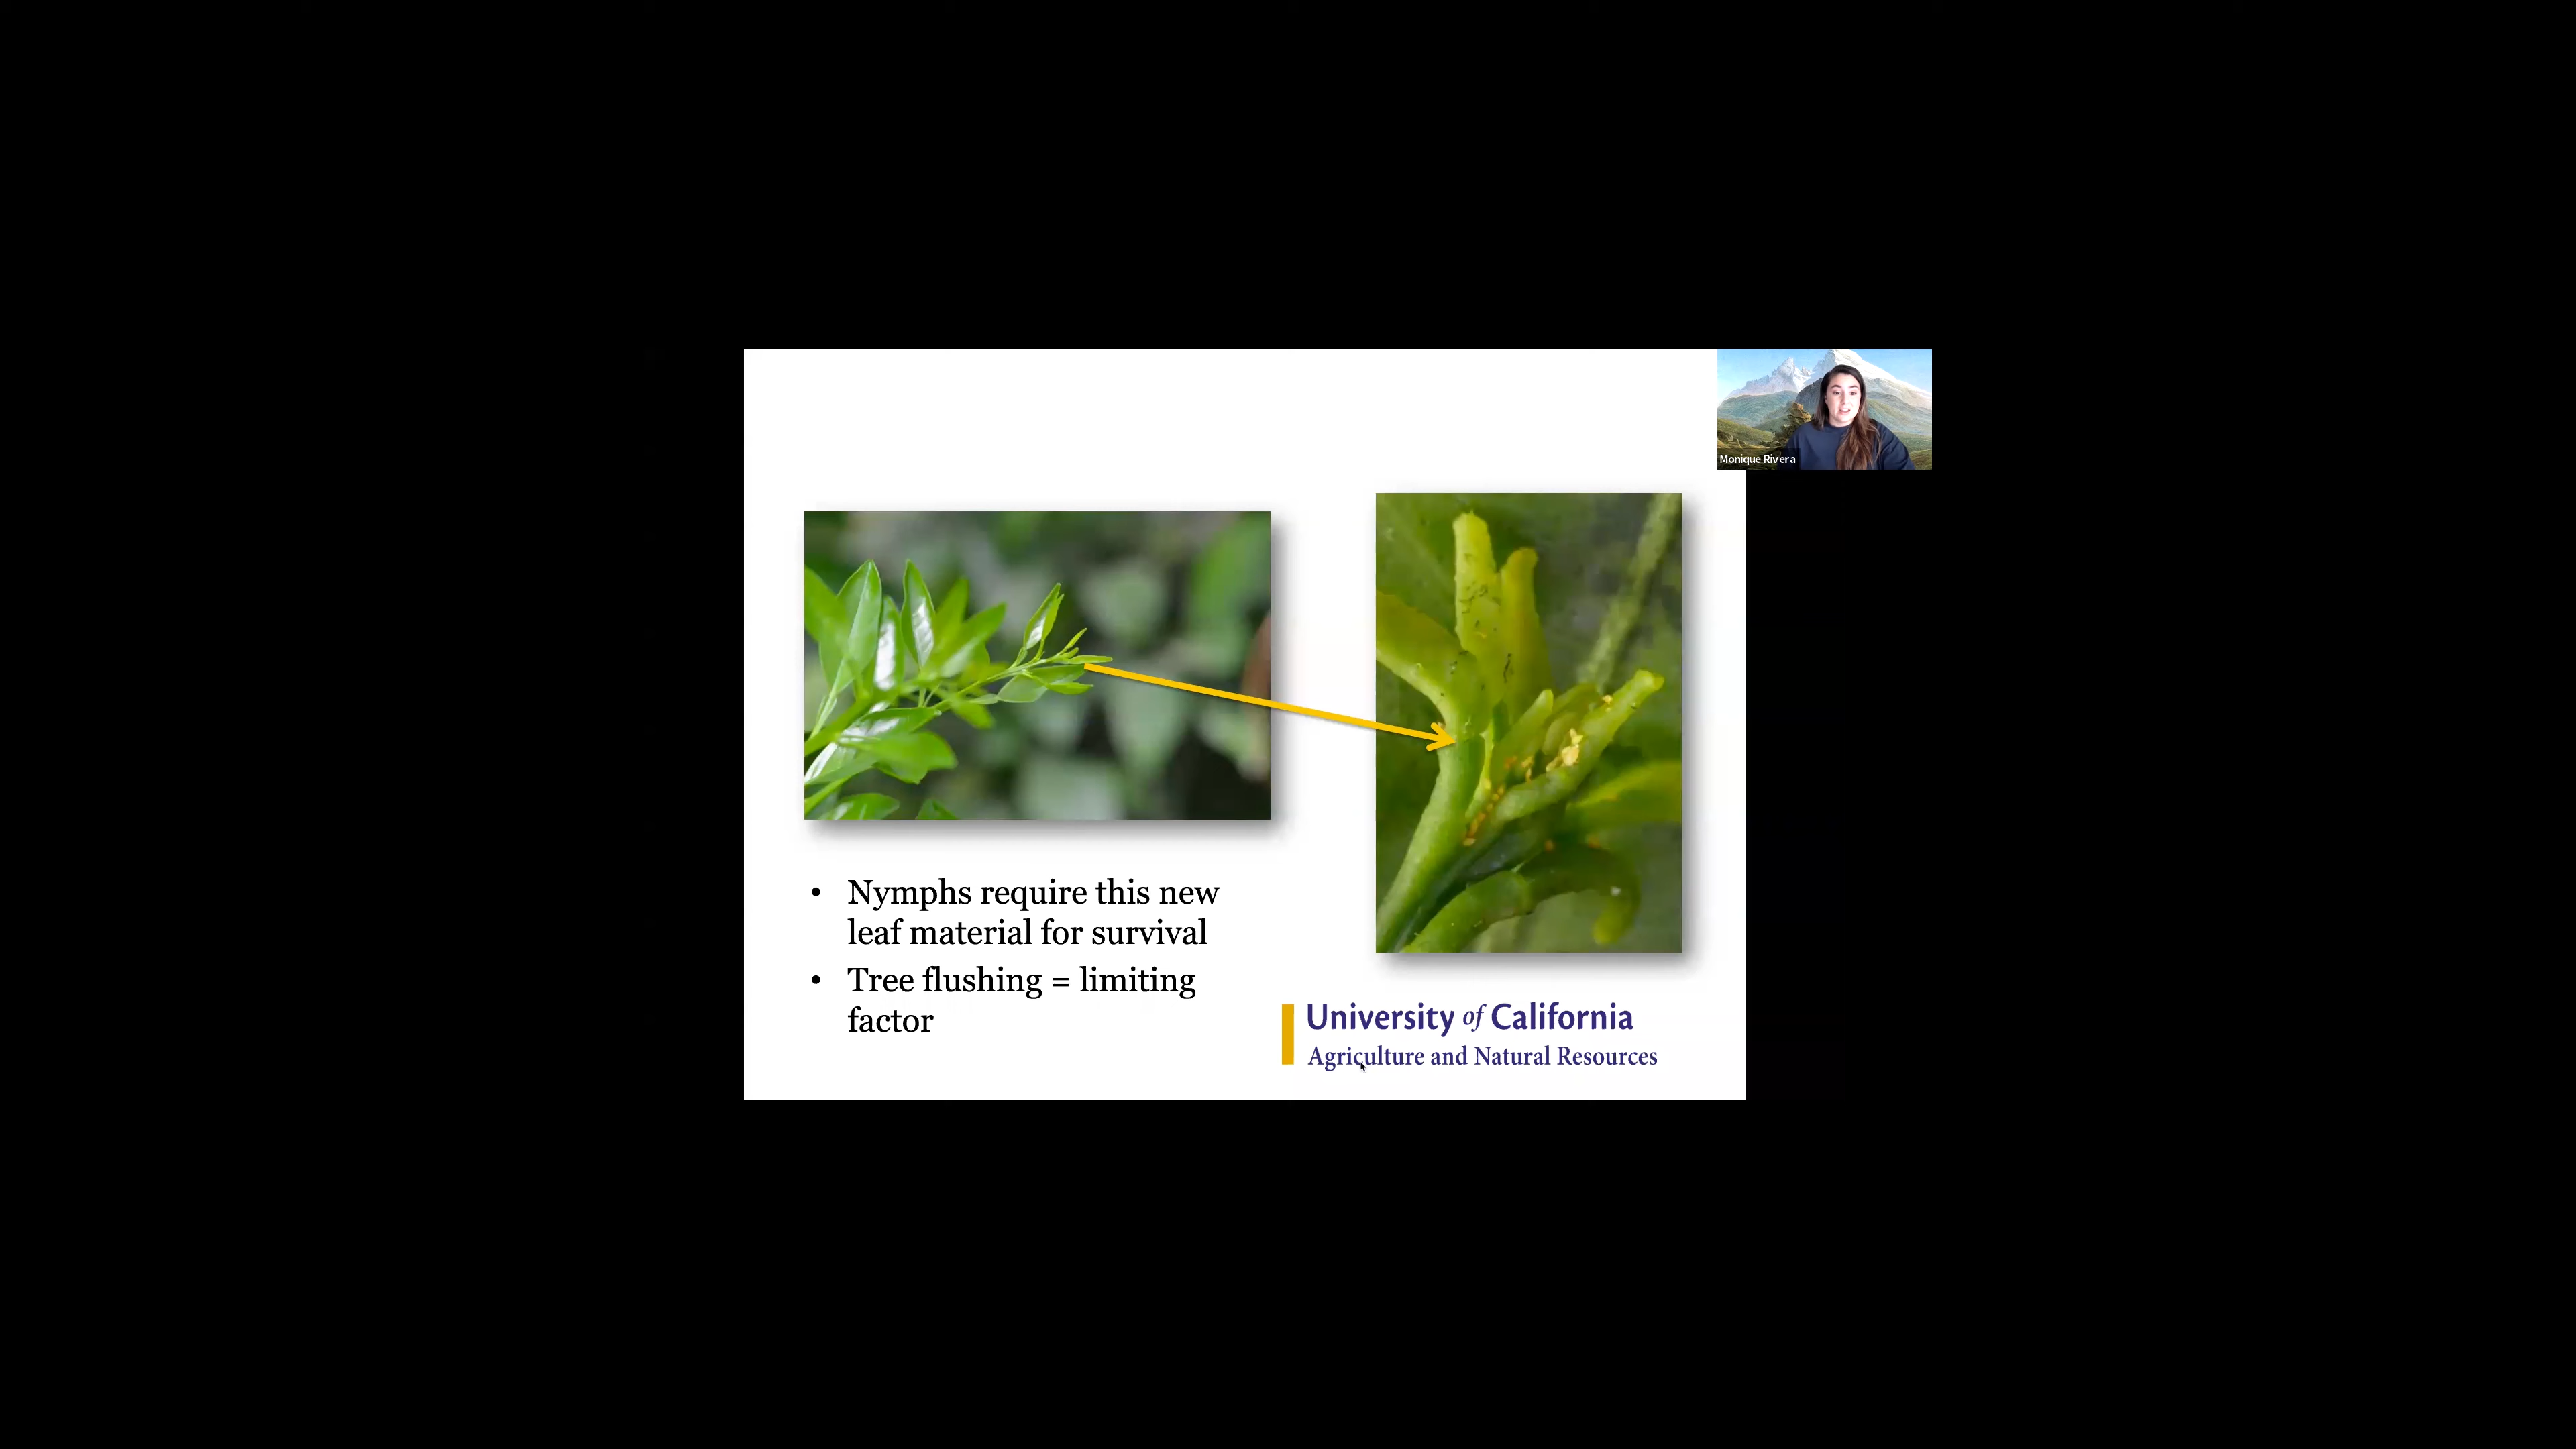 Monique Rivera
• Nymphs require this new
leaf material for survival
• Tree flushing = limiting
factor
University of California
Agriculture and Natural Resources